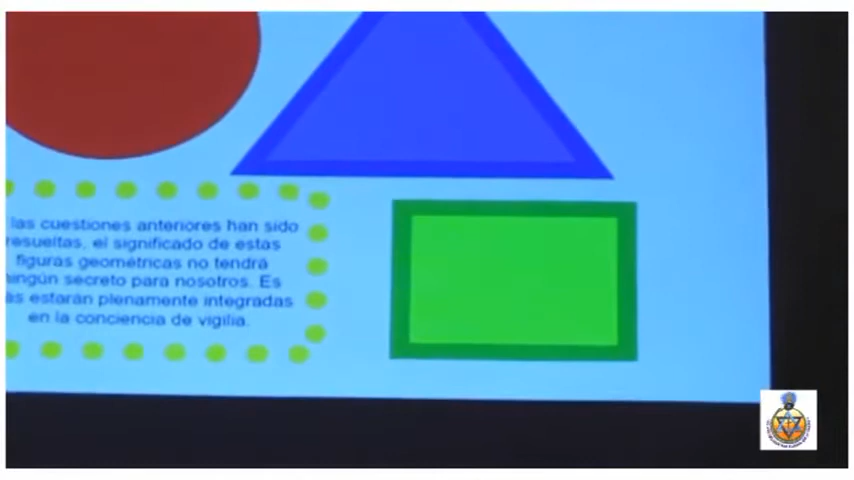 las cuestiones anteriores han sido
resueltas, el significado de estas
figuras geométricas no tendrá
ningún secreto para nosotros. Es
estarán plenamente integradas
en la conciencia de vigilia.